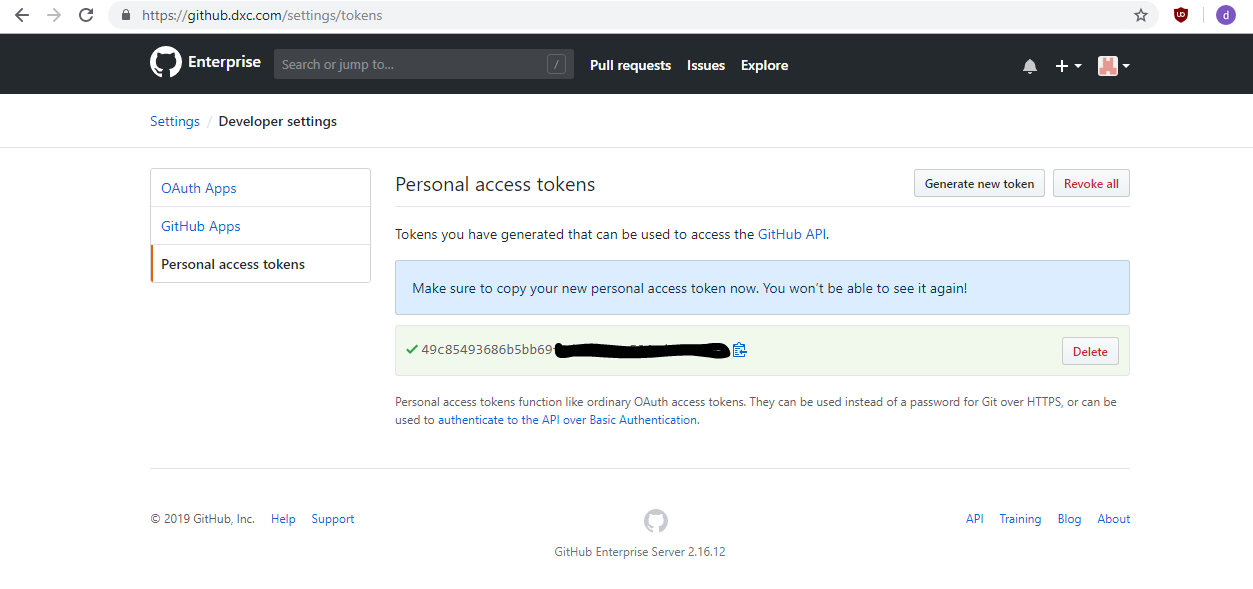 https://github.dxc.com/settings/tokens
d
Enterprise
Search or jump to...
/
Pull requests
Issues
Explore
Settings / Developer settings
OAuth Apps
GitHub Apps
Personal access tokens
Personal access tokens
Generate new token
Revoke all
Tokens you have generated that can be used to access the GitHub API.
Make sure to copy your new personal access token now. You won't be able to see it again!
49c85493686b5bb69
Delete
Personal access tokens function like ordinary OAuth access tokens. They can be used instead of a password for Git over HTTPS, or can be
used to authenticate to the API over Basic Authentication.
© 2019 GitHub, Inc.
Help
Support
API
Training
Blog
About
GitHub Enterprise Server 2.16.12